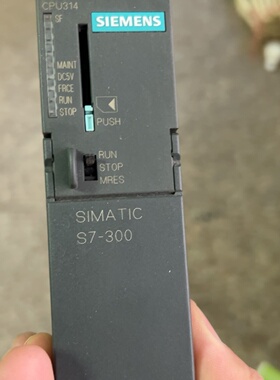 CPU314
SIEMENS
SF
MAINT
DC5V
FRCE
RUN
STOP
PUSH
RUN
STOP
MRES
SIMATIC
S7-300